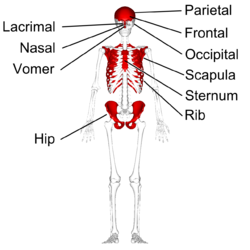 Parietal
Frontal
Occipital
Scapula
Sternum
Rib
Lacrimal
Nasal
Vomer
Hip